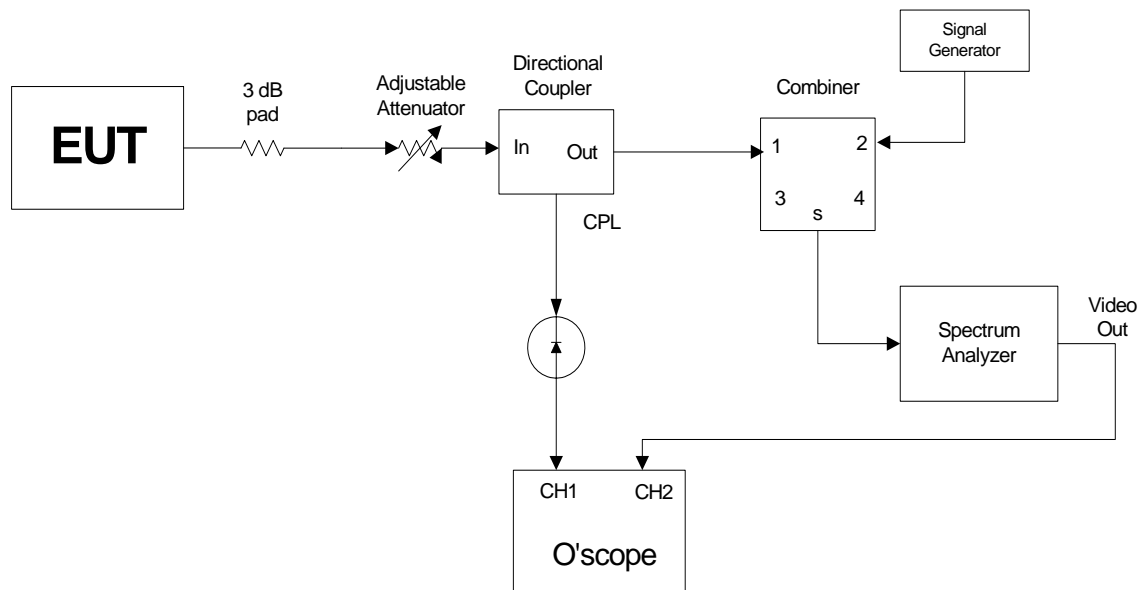 Signal
Generator
Directional
Coupler
3 dB
pad
Adjustable
Attenuator
Combiner
EUT
In
Out
1
2
3
4
s
CPL
Video
Out
Spectrum
Analyzer
CH1
CH2
O'scope